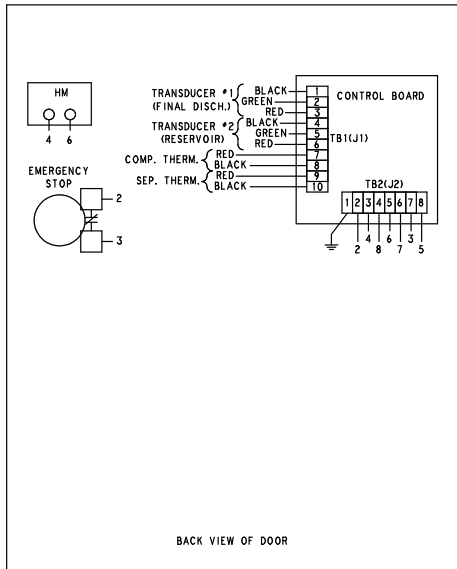 HM
4 6
EMERGENCY
STOP
2
3
TRANSDUCER #1
(FINAL DISCH.)
TRANSDUCER #2
(RESERVOIR)
COMP. THERM.
SEP. THERM.
BLACK 1
GREEN 2
RED 3
BLACK 4
GREEN 5
RED 6
RED 7
BLACK 8
RED 9
BLACK 10
CONTROL BOARD
TB1(J1)
TB2(J2)
1 2 3 4 5 6 7 8
2 4 8 6 7 3 5
BACK VIEW OF DOOR